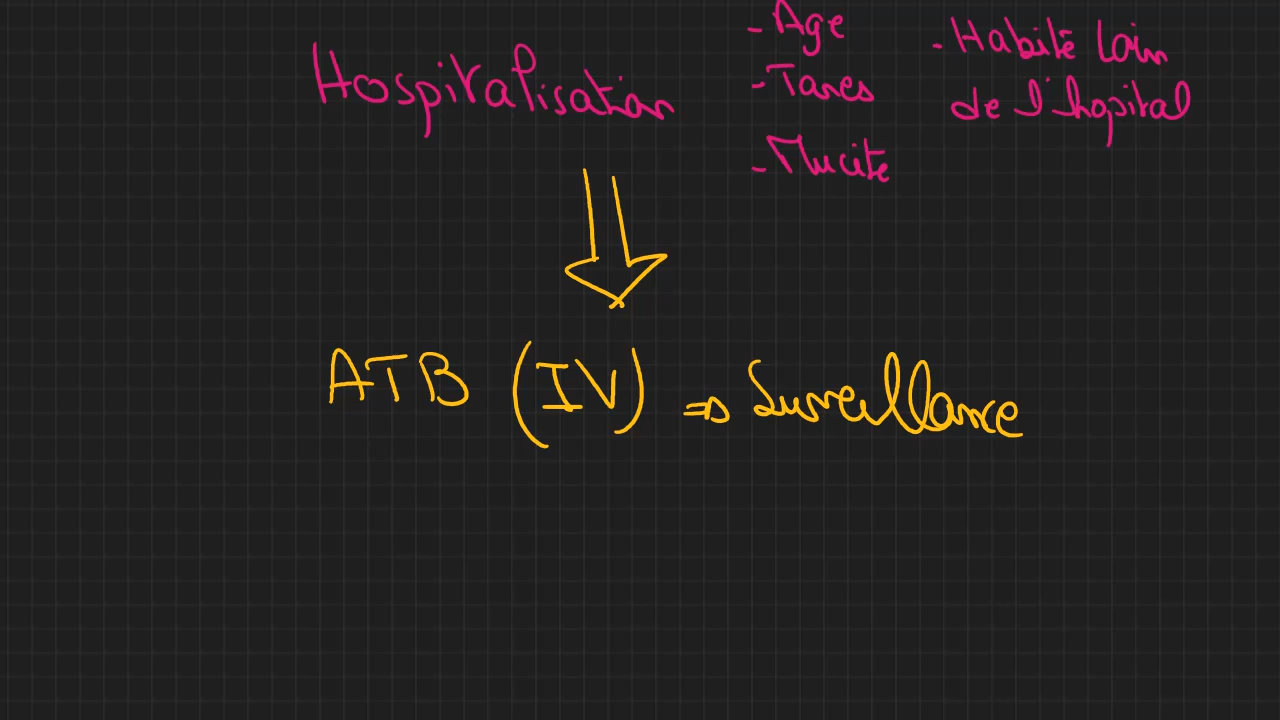 Hospitalisation
- Age
- Tares
- Mucite
- Habite loin
de l'hopital
ATB (IV) => Surveillance